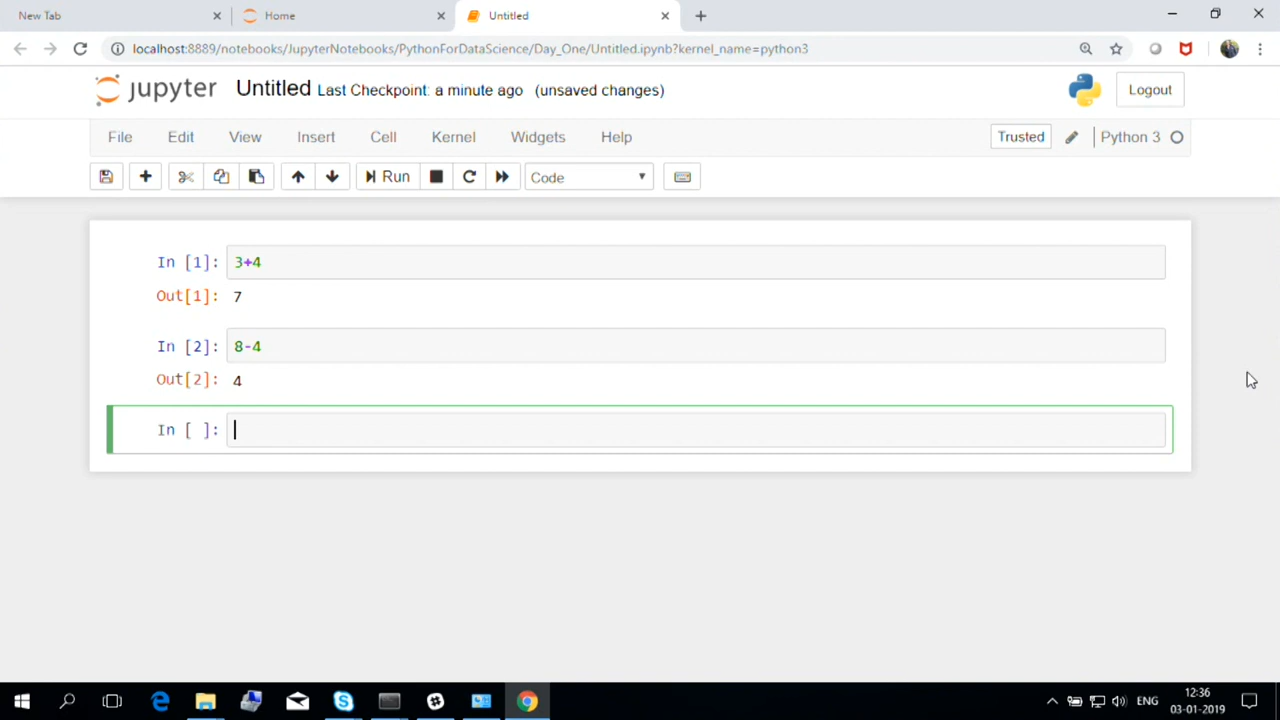 New Tab
Home
Untitled
localhost:8889/notebooks/JupyterNotebooks/PythonForDataScience/Day_One/Untitled.ipynb?kernel_name=python3
jupyter Untitled Last Checkpoint: a minute ago (unsaved changes)
Logout
File Edit View Insert Cell Kernel Widgets Help
Trusted Python 3
Run Code
In [1]: 3+4
Out[1]: 7
In [2]: 8-4
Out[2]: 4
In [ ]:
ENG
12:36
03-01-2019